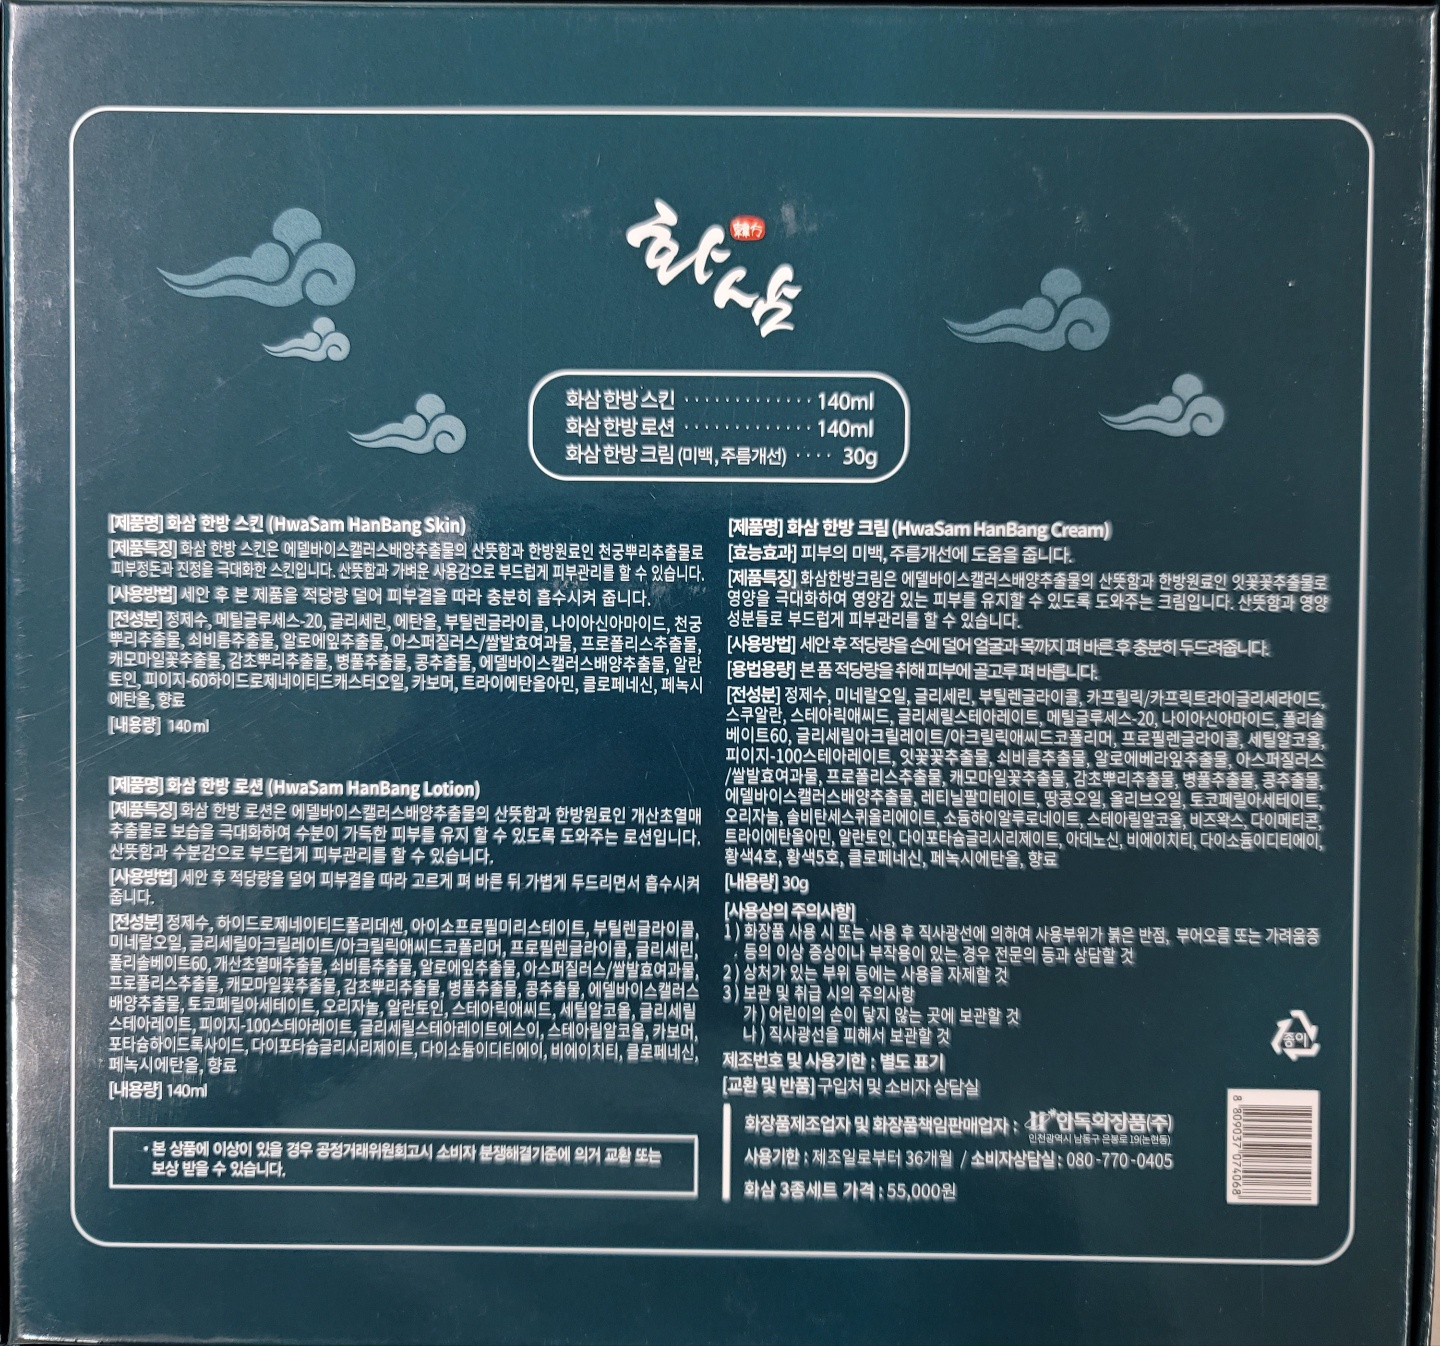 화삼
韓方
화삼 한방 스킨 ············· 140ml
화삼 한방 로션 ············· 140ml
화삼 한방 크림 (미백, 주름개선) ···· 30g
[제품명] 화삼 한방 스킨 (HwaSam HanBang Skin)
[제품특징] 화삼 한방 스킨은 에델바이스캘러스배양추출물의 산뜻함과 한방원료인 천궁뿌리추출물로
피부정돈과 진정을 극대화한 스킨입니다. 산뜻함과 가벼운 사용감으로 부드럽게 피부관리를 할 수 있습니다.
[사용방법] 세안 후 본 제품을 적당량 덜어 피부결을 따라 충분히 흡수시켜 줍니다.
[전성분] 정제수, 메틸글루세스-20, 글리세린, 에탄올, 부틸렌글라이콜, 나이아신아마이드, 천궁
뿌리추출물, 쇠비름추출물, 알로에잎추출물, 아스퍼질러스/쌀발효여과물, 프로폴리스추출물,
캐모마일꽃추출물, 감초뿌리추출물, 병풀추출물, 콩추출물, 에델바이스캘러스배양추출물, 알란
토인, 피이지-60하이드로제네이티드캐스터오일, 카보머, 트라이에탄올아민, 클로페네신, 페녹시
에탄올, 향료
[내용량] 140ml
[제품명] 화삼 한방 로션 (HwaSam HanBang Lotion)
[제품특징] 화삼 한방 로션은 에델바이스캘러스배양추출물의 산뜻함과 한방원료인 개산초열매
추출물로 보습을 극대화하여 수분이 가득한 피부를 유지 할 수 있도록 도와주는 로션입니다.
산뜻함과 수분감으로 부드럽게 피부관리를 할 수 있습니다.
[사용방법] 세안 후 적당량을 덜어 피부결을 따라 고르게 펴 바른 뒤 가볍게 두드리면서 흡수시켜
줍니다.
[전성분] 정제수, 하이드로제네이티드폴리데센, 아이소프로필미리스테이트, 부틸렌글라이콜,
미네랄오일, 글리세릴아크릴레이트/아크릴릭애씨드코폴리머, 프로필렌글라이콜, 글리세린,
폴리솔베이트60, 개산초열매추출물, 쇠비름추출물, 알로에잎추출물, 아스퍼질러스/쌀발효여과물,
프로폴리스추출물, 캐모마일꽃추출물, 감초뿌리추출물, 병풀추출물, 콩추출물, 에델바이스캘러스
배양추출물, 토코페릴아세테이트, 오리자놀, 알란토인, 스테아릭애씨드, 세틸알코올, 글리세릴
스테아레이트, 피이지-100스테아레이트, 글리세릴스테아레이트에스이, 스테아릴알코올, 카보머,
포타슘하이드록사이드, 다이포타슘글리시리제이트, 다이소듐이디티에이, 비에이치티, 클로페네신,
페녹시에탄올, 향료
[내용량] 140ml
· 본 상품에 이상이 있을 경우 공정거래위원회고시 소비자 분쟁해결기준에 의거 교환 또는
보상 받을 수 있습니다.
[제품명] 화삼 한방 크림 (HwaSam HanBang Cream)
[효능효과] 피부의 미백, 주름개선에 도움을 줍니다.
[제품특징] 화삼한방크림은 에델바이스캘러스배양추출물의 산뜻함과 한방원료인 잇꽃꽃추출물로
영양을 극대화하여 영양감 있는 피부를 유지할 수 있도록 도와주는 크림입니다. 산뜻함과 영양
성분들로 부드럽게 피부관리를 할 수 있습니다.
[사용방법] 세안 후 적당량을 손에 덜어 얼굴과 목까지 펴 바른 후 충분히 두드려줍니다.
[용법용량] 본 품 적당량을 취해 피부에 골고루 펴 바릅니다.
[전성분] 정제수, 미네랄오일, 글리세린, 부틸렌글라이콜, 카프릴릭/카프릭트라이글리세라이드,
스쿠알란, 스테아릭애씨드, 글리세릴스테아레이트, 메틸글루세스-20, 나이아신아마이드, 폴리솔
베이트60, 글리세릴아크릴레이트/아크릴릭애씨드코폴리머, 프로필렌글라이콜, 세틸알코올,
피이지-100스테아레이트, 잇꽃꽃추출물, 쇠비름추출물, 알로에베라잎추출물, 아스퍼질러스
/쌀발효여과물, 프로폴리스추출물, 캐모마일꽃추출물, 감초뿌리추출물, 병풀추출물, 콩추출물,
에델바이스캘러스배양추출물, 레티닐팔미테이트, 땅콩오일, 올리브오일, 토코페릴아세테이트,
오리자놀, 솔비탄세스퀴올리에이트, 소듐하이알루로네이트, 스테아릴알코올, 비즈왁스, 다이메티콘,
트라이에탄올아민, 알란토인, 다이포타슘글리시리제이트, 아데노신, 비에이치티, 다이소듐이디티에이,
황색4호, 황색5호, 클로페네신, 페녹시에탄올, 향료
[내용량] 30g
[사용상의 주의사항]
1) 화장품 사용 시 또는 사용 후 직사광선에 의하여 사용부위가 붉은 반점, 부어오름 또는 가려움증
등의 이상 증상이나 부작용이 있는 경우 전문의 등과 상담할 것
2) 상처가 있는 부위 등에는 사용을 자제할 것
3) 보관 및 취급 시의 주의사항
가) 어린이의 손이 닿지 않는 곳에 보관할 것
나) 직사광선을 피해서 보관할 것
제조번호 및 사용기한 : 별도 표기
[교환 및 반품] 구입처 및 소비자 상담실
종이
화장품제조업자 및 화장품책임판매업자 : 한독화장품(주)
인천광역시 남동구 은봉로 19(논현동)
사용기한 : 제조일로부터 36개월 / 소비자상담실 : 080-770-0405
화삼 3종세트 가격 : 55,000원
8 809037 074068